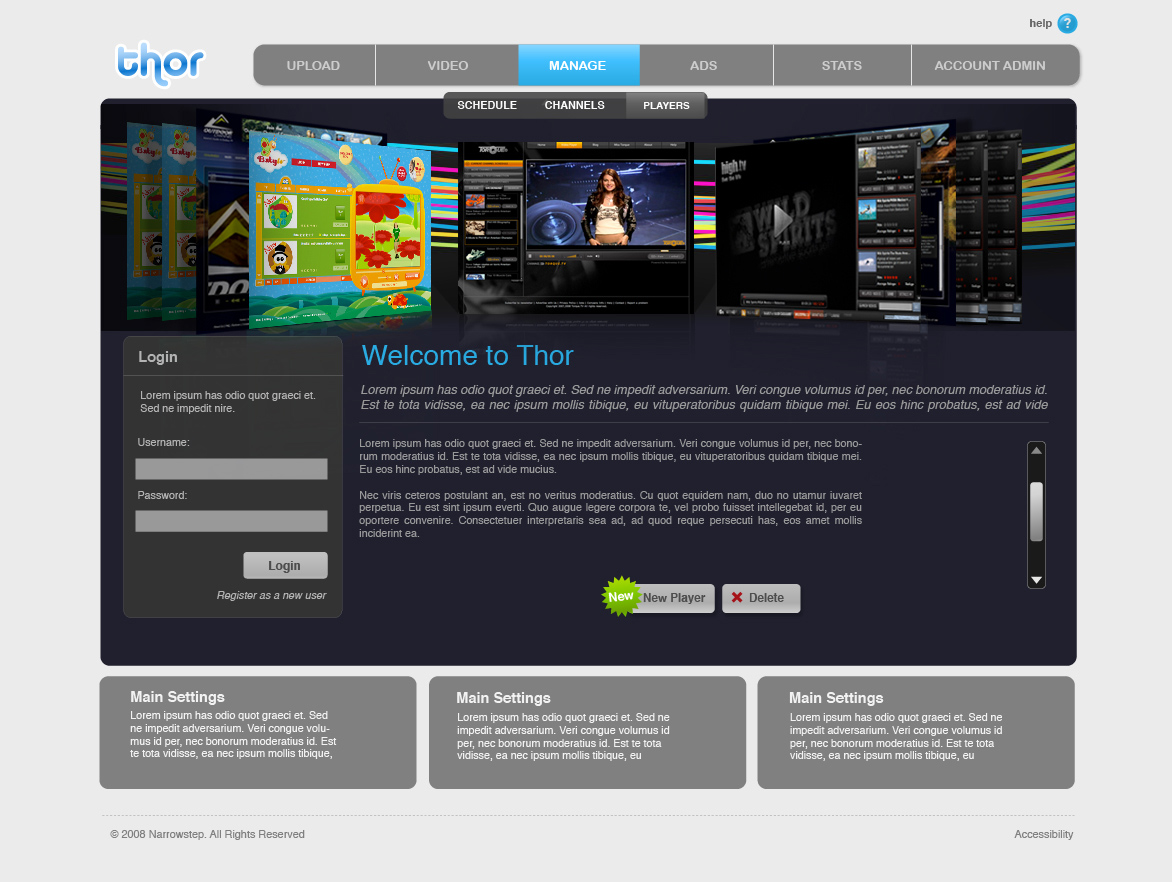 help ?
thor
UPLOAD VIDEO MANAGE ADS STATS ACCOUNT ADMIN
SCHEDULE CHANNELS PLAYERS
high.tv
Login
Lorem ipsum has odio quot graeci et.
Sed ne impedit nire.
Username:
Password:
Login
Register as a new user
Welcome to Thor
Lorem ipsum has odio quot graeci et. Sed ne impedit adversarium. Veri congue volumus id per, nec bonorum moderatius id.
Est te tota vidisse, ea nec ipsum mollis tibique, eu vituperatoribus quidam tibique mei. Eu eos hinc probatus, est ad vide
Lorem ipsum has odio quot graeci et. Sed ne impedit adversarium. Veri congue volumus id per, nec bono-
rum moderatius id. Est te tota vidisse, ea nec ipsum mollis tibique, eu vituperatoribus quidam tibique mei.
Eu eos hinc probatus, est ad vide mucius.
Nec viris ceteros postulant an, est no veritus moderatius. Cu quot equidem nam, duo no utamur iuvaret
perpetua. Eu est sint ipsum everti. Quo augue legere corpora te, vel probo fuisset intellegebat id, per eu
oportere convenire. Consectetuer interpretaris sea ad, ad quod reque persecuti has, eos amet mollis
inciderint ea.
New New Player Delete
Main Settings
Lorem ipsum has odio quot graeci et. Sed
ne impedit adversarium. Veri congue volu-
mus id per, nec bonorum moderatius id. Est
te tota vidisse, ea nec ipsum mollis tibique,
Main Settings
Lorem ipsum has odio quot graeci et. Sed ne
impedit adversarium. Veri congue volumus id
per, nec bonorum moderatius id. Est te tota
vidisse, ea nec ipsum mollis tibique, eu
Main Settings
Lorem ipsum has odio quot graeci et. Sed ne
impedit adversarium. Veri congue volumus id
per, nec bonorum moderatius id. Est te tota
vidisse, ea nec ipsum mollis tibique, eu
© 2008 Narrowstep. All Rights Reserved
Accessibility